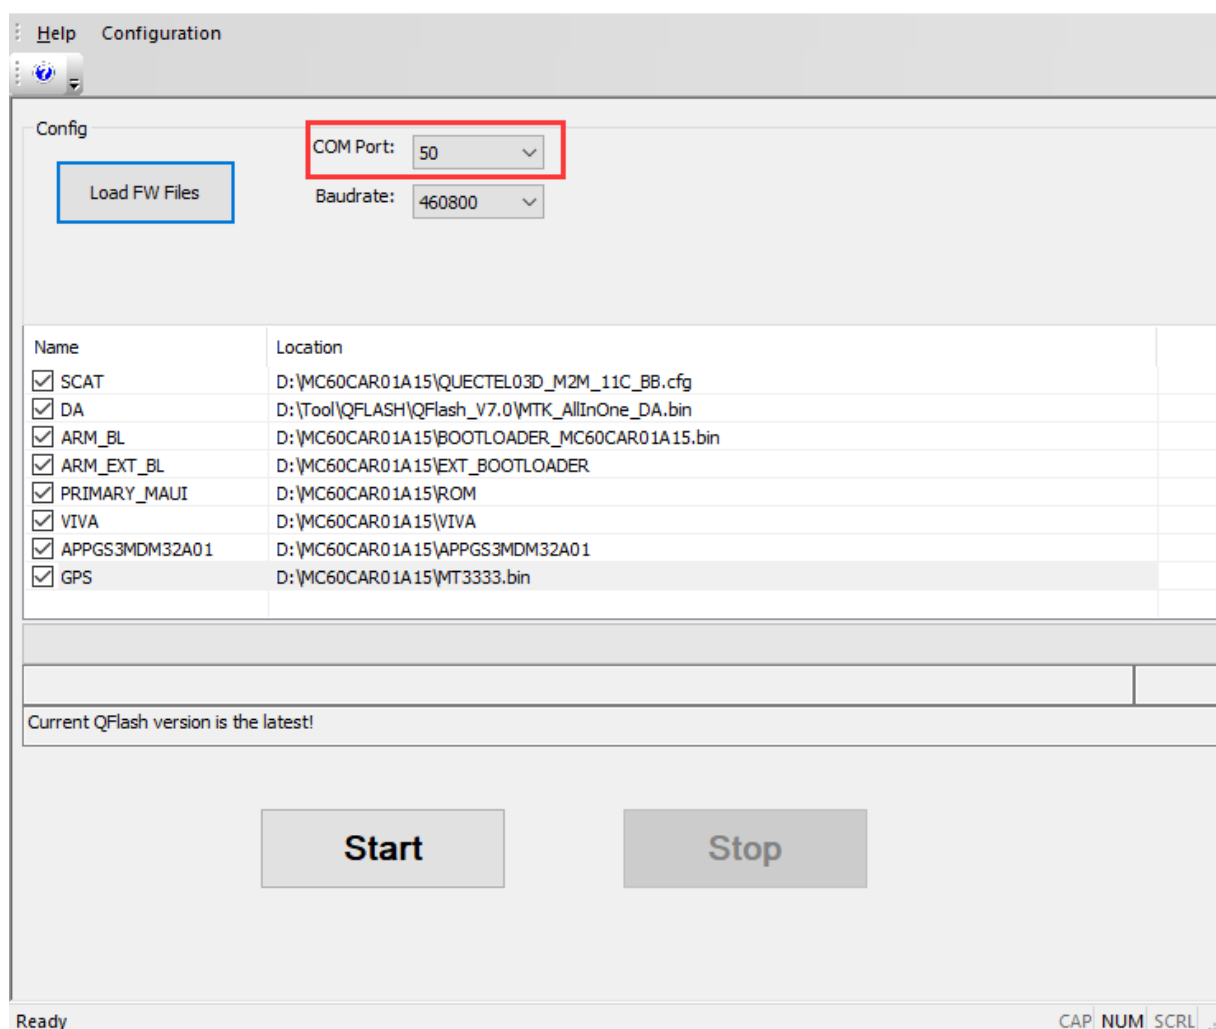 Help Configuration
Config
COM Port: 50
Load FW Files
Baudrate: 460800
Name Location
SCAT D:\MC60CAR01A15\QUECTEL03D_M2M_11C_BB.cfg
DA D:\Tool\QFLASH\QFlash_V7.0\MTK_AllInOne_DA.bin
ARM_BL D:\MC60CAR01A15\BOOTLOADER_MC60CAR01A15.bin
ARM_EXT_BL D:\MC60CAR01A15\EXT_BOOTLOADER
PRIMARY_MAUI D:\MC60CAR01A15\ROM
VIVA D:\MC60CAR01A15\VIVA
APPGS3MDM32A01 D:\MC60CAR01A15\APPGS3MDM32A01
GPS D:\MC60CAR01A15\MT3333.bin
Current QFlash version is the latest!
Start Stop
Ready CAP NUM SCRL